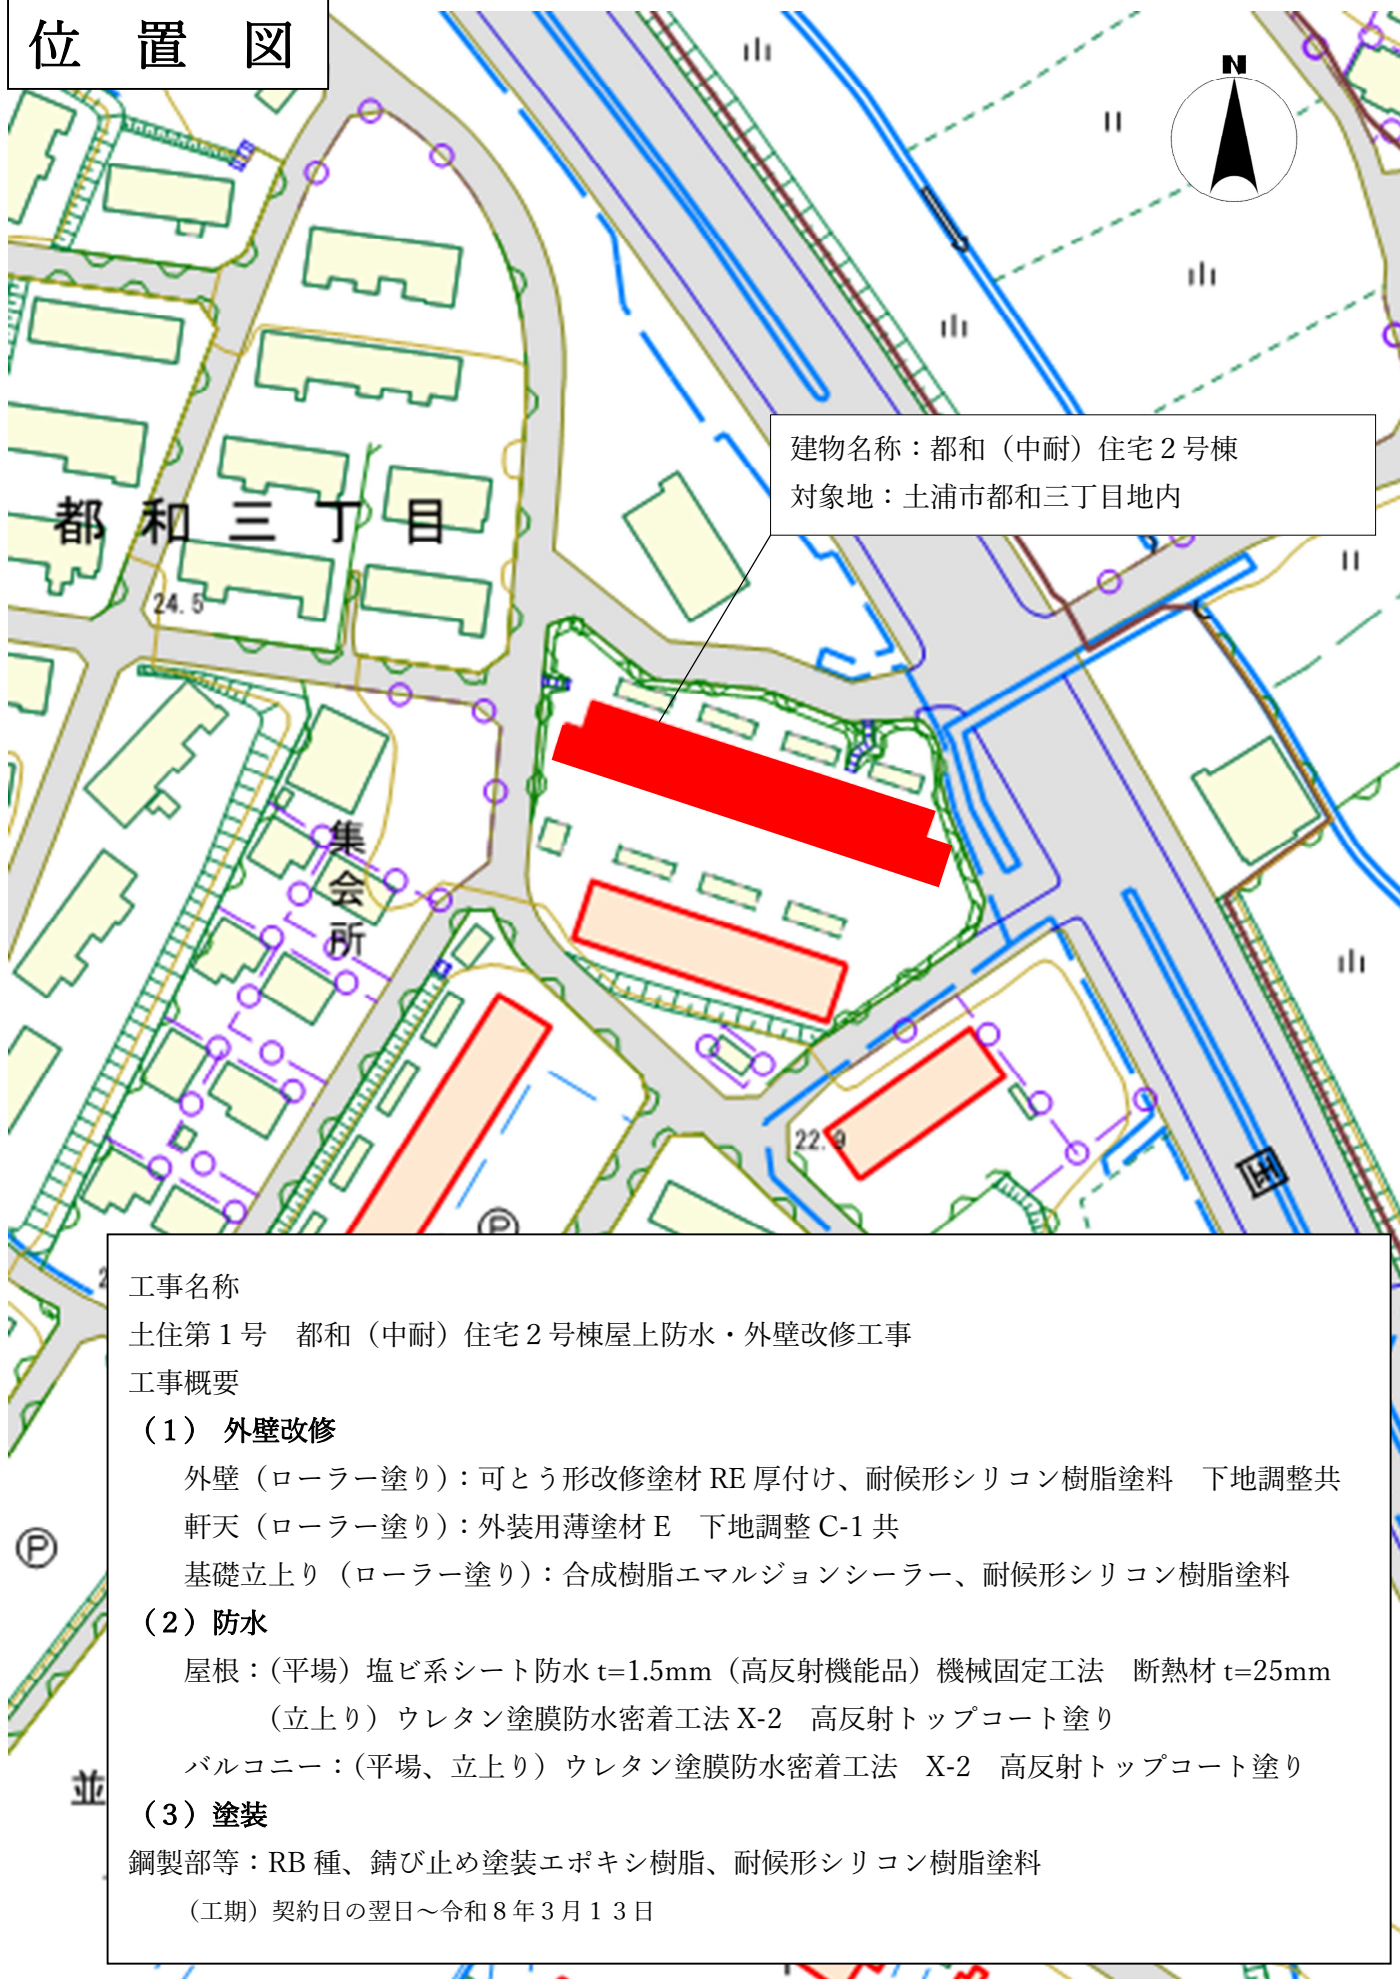 位　置　図
N
建物名称：都和（中耐）住宅２号棟
対象地：土浦市都和三丁目地内
都和三丁目
24.5
集会所
22.9
国
P
工事名称
土住第１号　都和（中耐）住宅２号棟屋上防水・外壁改修工事
工事概要
（１） 外壁改修
外壁（ローラー塗り）：可とう形改修塗材 RE 厚付け、耐候形シリコン樹脂塗料　下地調整共
軒天（ローラー塗り）：外装用薄塗材 E　下地調整 C-1 共
P
基礎立上り（ローラー塗り）：合成樹脂エマルジョンシーラー、耐候形シリコン樹脂塗料
（２）防水
屋根：（平場）塩ビ系シート防水 t=1.5mm（高反射機能品）機械固定工法　断熱材 t=25mm
（立上り）ウレタン塗膜防水密着工法 X-2　高反射トップコート塗り
バルコニー：（平場、立上り）ウレタン塗膜防水密着工法　X-2　高反射トップコート塗り
並
（３）塗装
鋼製部等：RB 種、錆び止め塗装エポキシ樹脂、耐候形シリコン樹脂塗料
（工期）契約日の翌日～令和８年３月１３日